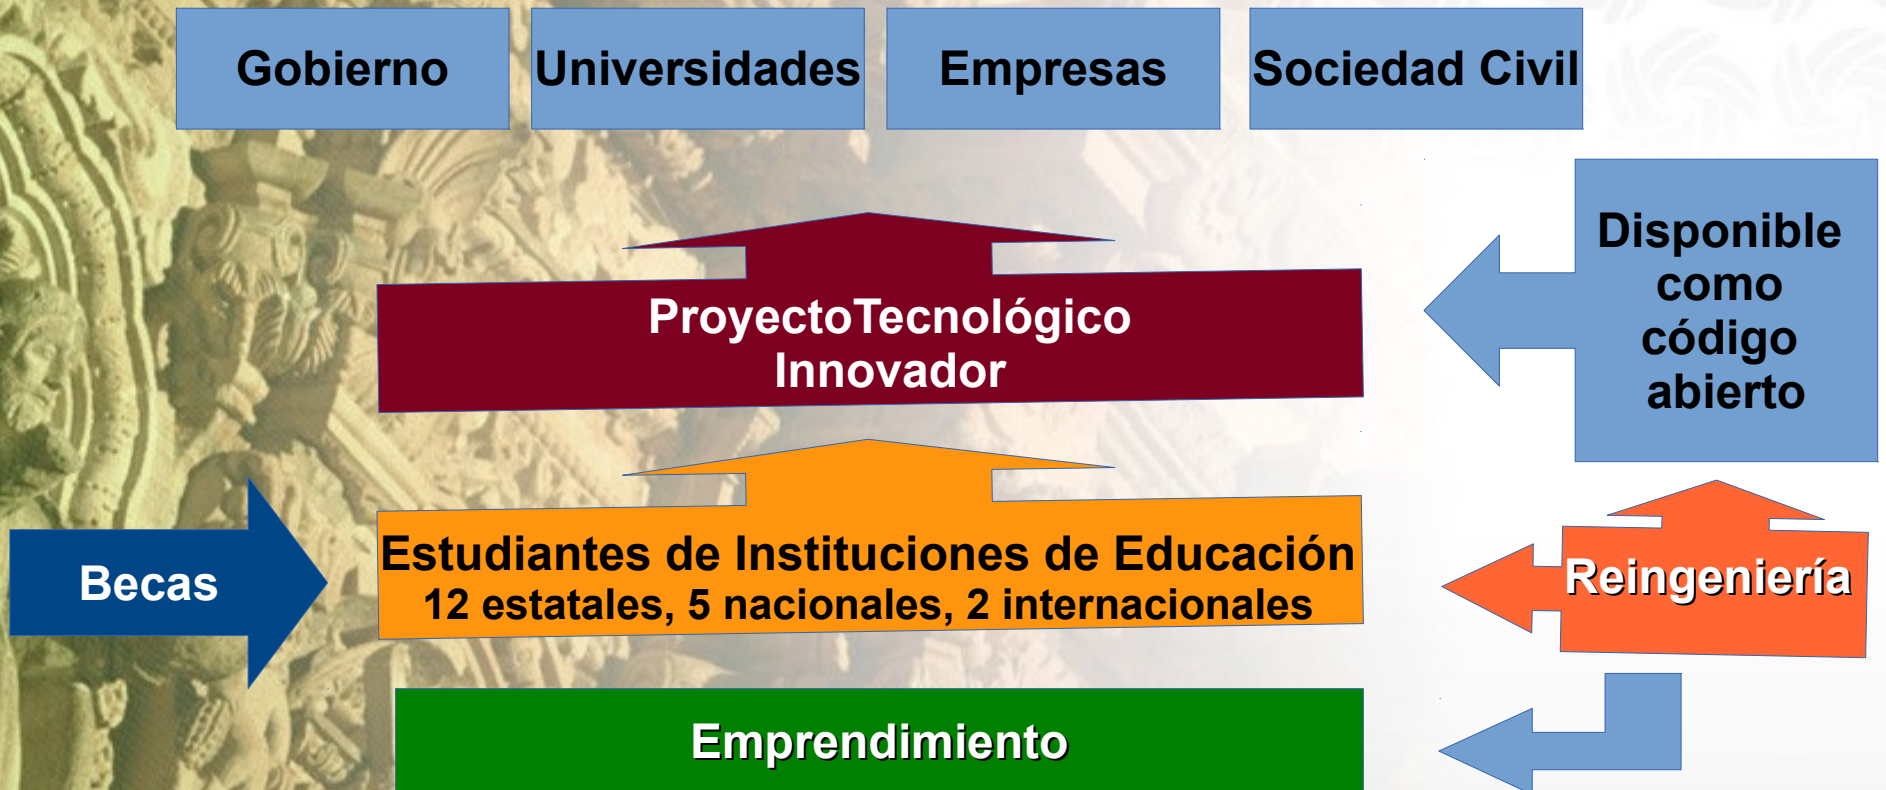 Gobierno
Universidades
Empresas
Sociedad Civil
Disponible
como
código
abierto
ProyectoTecnológico
Innovador
Becas
Estudiantes de Instituciones de Educación
12 estatales, 5 nacionales, 2 internacionales
Reingeniería
Emprendimiento